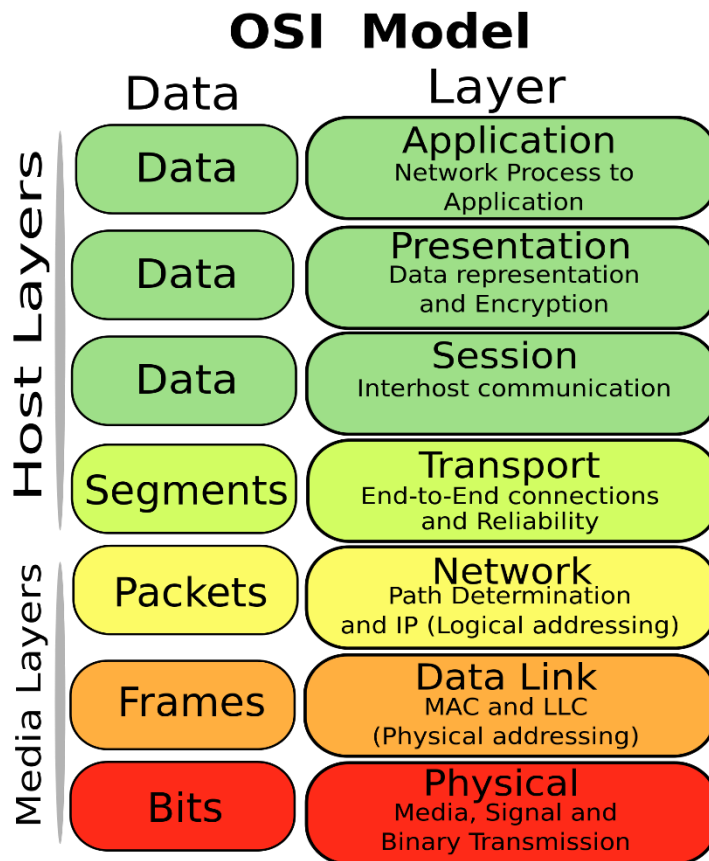 OSI Model
Data
Layer
Host Layers
Data
Application
Network Process to
Application
Data
Presentation
Data representation
and Encryption
Data
Session
Interhost communication
Segments
Transport
End-to-End connections
and Reliability
Media Layers
Packets
Network
Path Determination
and IP (Logical addressing)
Frames
Data Link
MAC and LLC
(Physical addressing)
Bits
Physical
Media, Signal and
Binary Transmission